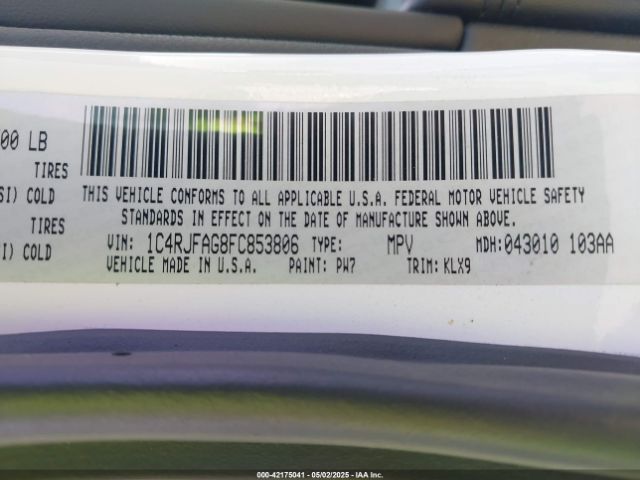 00 LB
TIRES
SI) COLD
TIRES
I) COLD
THIS VEHICLE CONFORMS TO ALL APPLICABLE U.S.A. FEDERAL MOTOR VEHICLE SAFETY
STANDARDS IN EFFECT ON THE DATE OF MANUFACTURE SHOWN ABOVE.
VIN: 1C4RJFAG8FC853806 TYPE: MPV MDH:043010 103AA
VEHICLE MADE IN U.S.A. PAINT: PW7 TRIM: KLX9
000-42175041 - 05/02/2025 - IAA Inc.